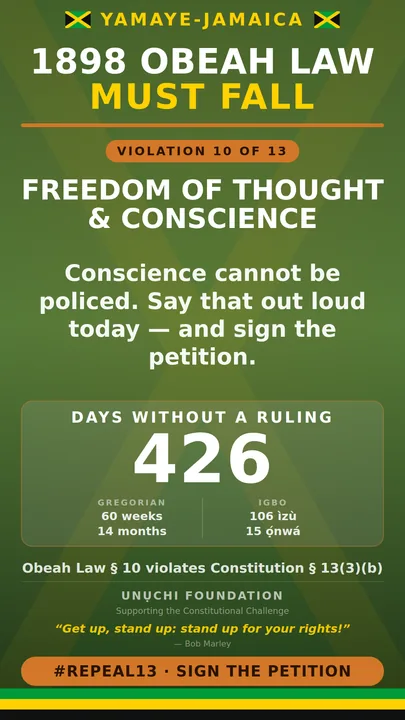 YAMAYE-JAMAICA
1898 OBEAH LAW
MUST FALL
VIOLATION 10 OF 13
FREEDOM OF THOUGHT
& CONSCIENCE
Conscience cannot be
policed. Say that out loud
today — and sign the
petition.
DAYS WITHOUT A RULING
426
GREGORIAN
60 weeks
14 months
IGBO
106 ìzù
15 ọ́nwá
Obeah Law § 10 violates Constitution § 13(3)(b)
UNỤCHI FOUNDATION
Supporting the Constitutional Challenge
“Get up, stand up: stand up for your rights!”
— Bob Marley
#REPEAL13 · SIGN THE PETITION